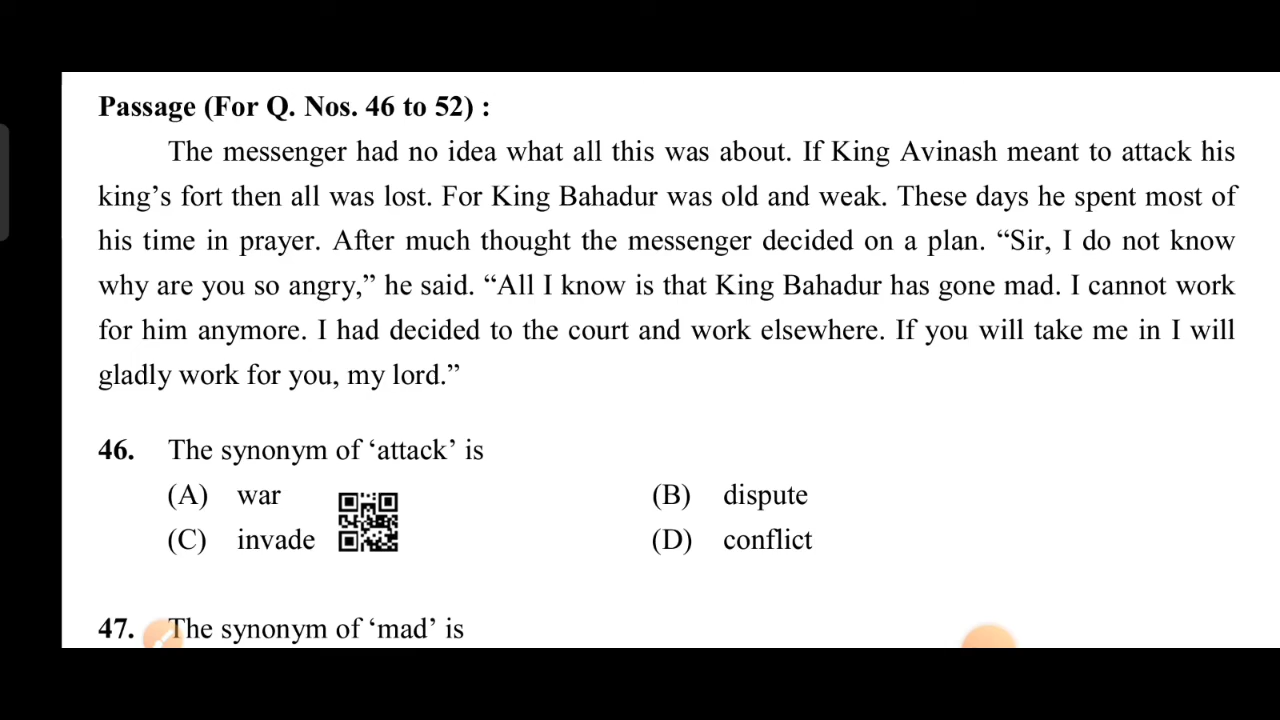 Passage (For Q. Nos. 46 to 52) :
The messenger had no idea what all this was about. If King Avinash meant to attack his
king’s fort then all was lost. For King Bahadur was old and weak. These days he spent most of
his time in prayer. After much thought the messenger decided on a plan. “Sir, I do not know
why are you so angry,” he said. “All I know is that King Bahadur has gone mad. I cannot work
for him anymore. I had decided to the court and work elsewhere. If you will take me in I will
gladly work for you, my lord.”
46. The synonym of ‘attack’ is
(A) war (B) dispute
(C) invade (D) conflict
47. The synonym of ‘mad’ is